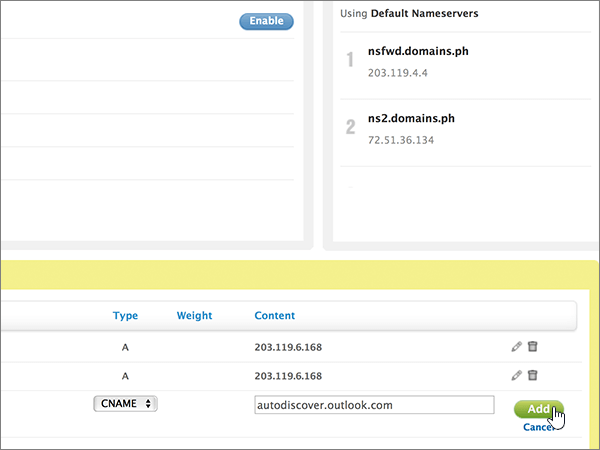 Enable
Using Default Nameservers
1 nsfwd.domains.ph
203.119.4.4
2 ns2.domains.ph
72.51.36.134
Type Weight Content
A 203.119.6.168
A 203.119.6.168
CNAME autodiscover.outlook.com Add
Cancel